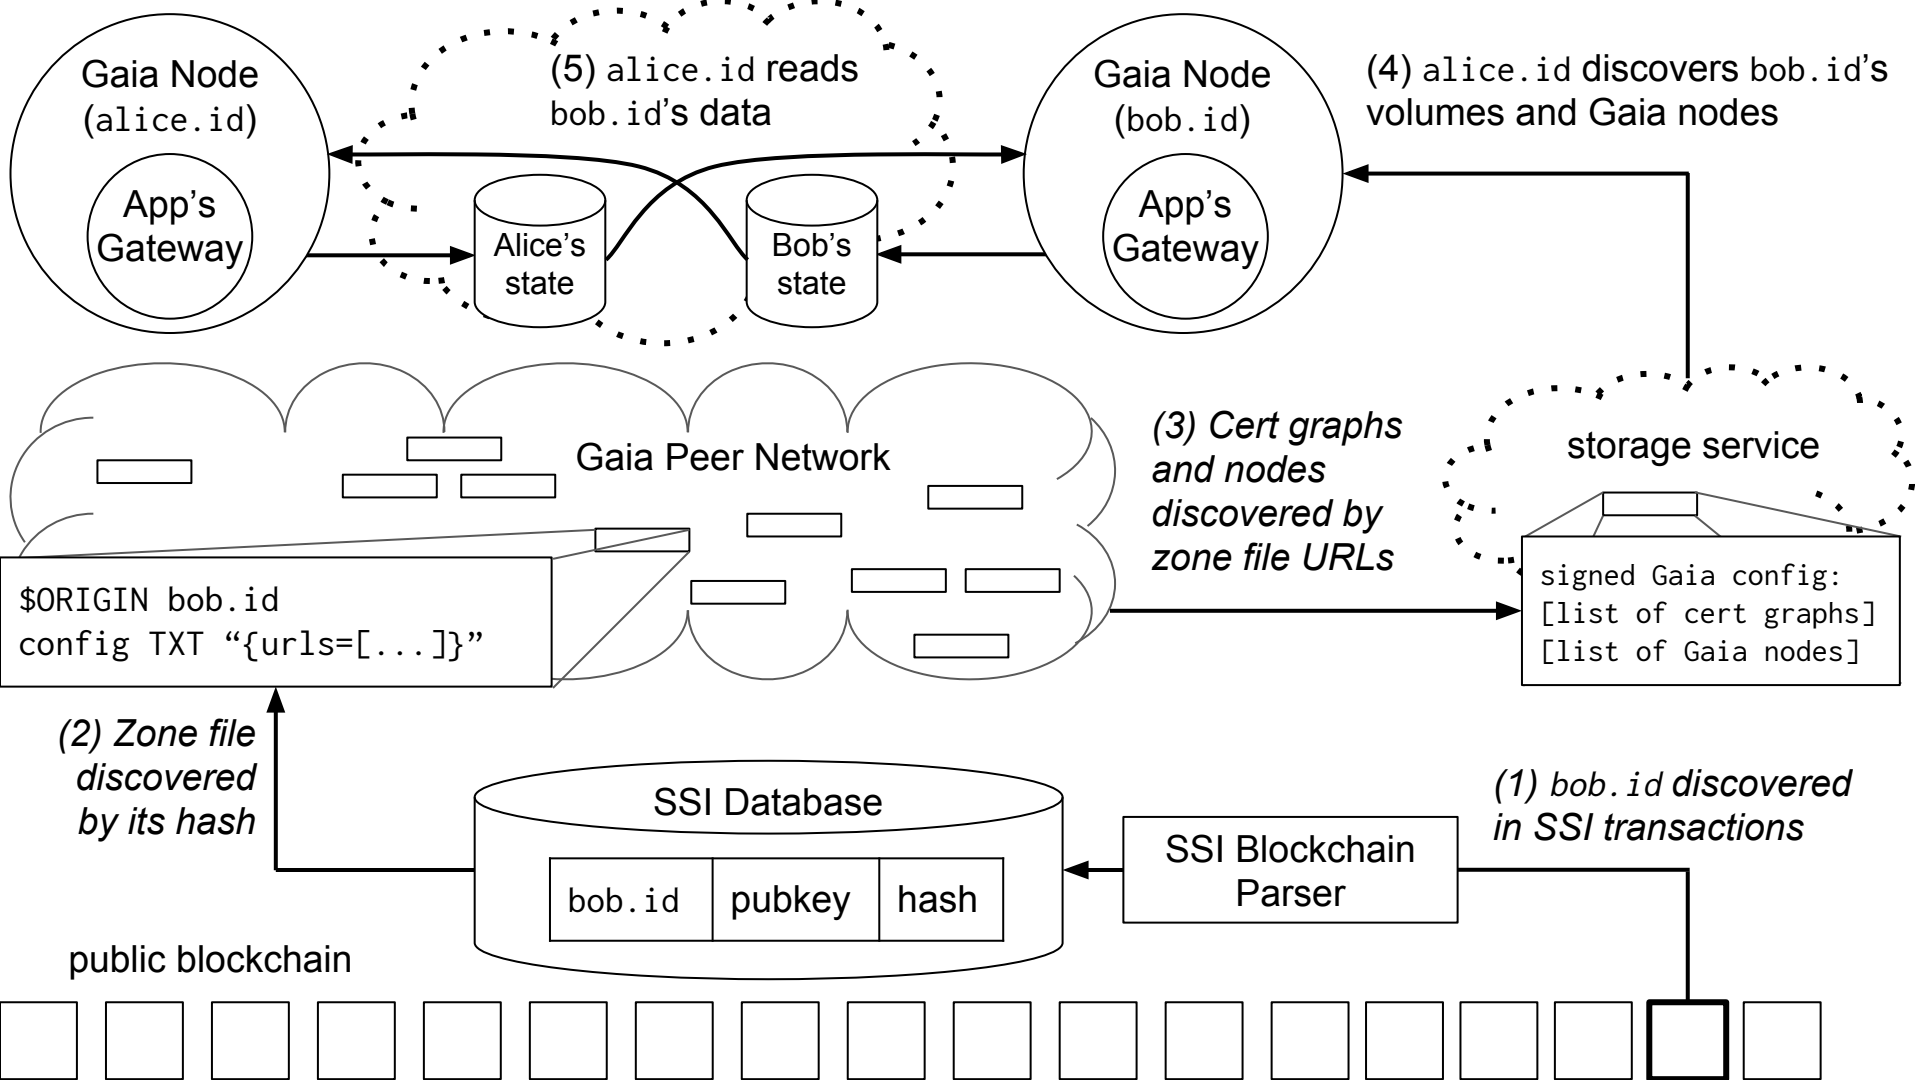 Gaia Node
(alice.id)
App's
Gateway
(5) alice.id reads
bob.id's data
Alice's
state
Bob's
state
Gaia Node
(bob.id)
App's
Gateway
(4) alice.id discovers bob.id's
volumes and Gaia nodes
Gaia Peer Network
$ORIGIN bob.id
config TXT “{urls=[...]}”
(3) Cert graphs
and nodes
discovered by
zone file URLs
storage service
signed Gaia config:
[list of cert graphs]
[list of Gaia nodes]
(2) Zone file
discovered
by its hash
SSI Database
bob.id pubkey hash
SSI Blockchain
Parser
(1) bob.id discovered
in SSI transactions
public blockchain